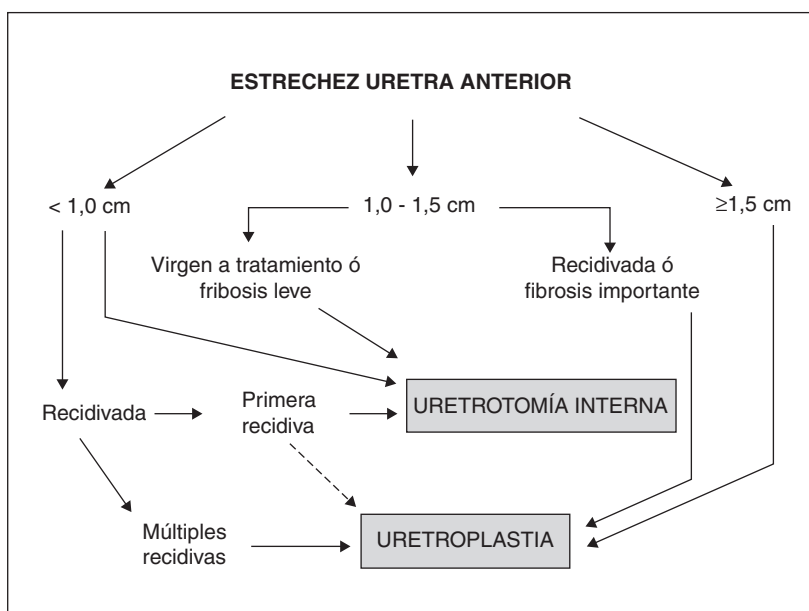 ESTRECHEZ URETRA ANTERIOR
< 1,0 cm
1,0 - 1,5 cm
≥1,5 cm
Virgen a tratamiento ó
fribosis leve
Recidivada ó
fibrosis importante
Recidivada
Primera
recidiva
URETROTOMÍA INTERNA
Múltiples
recidivas
URETROPLASTIA